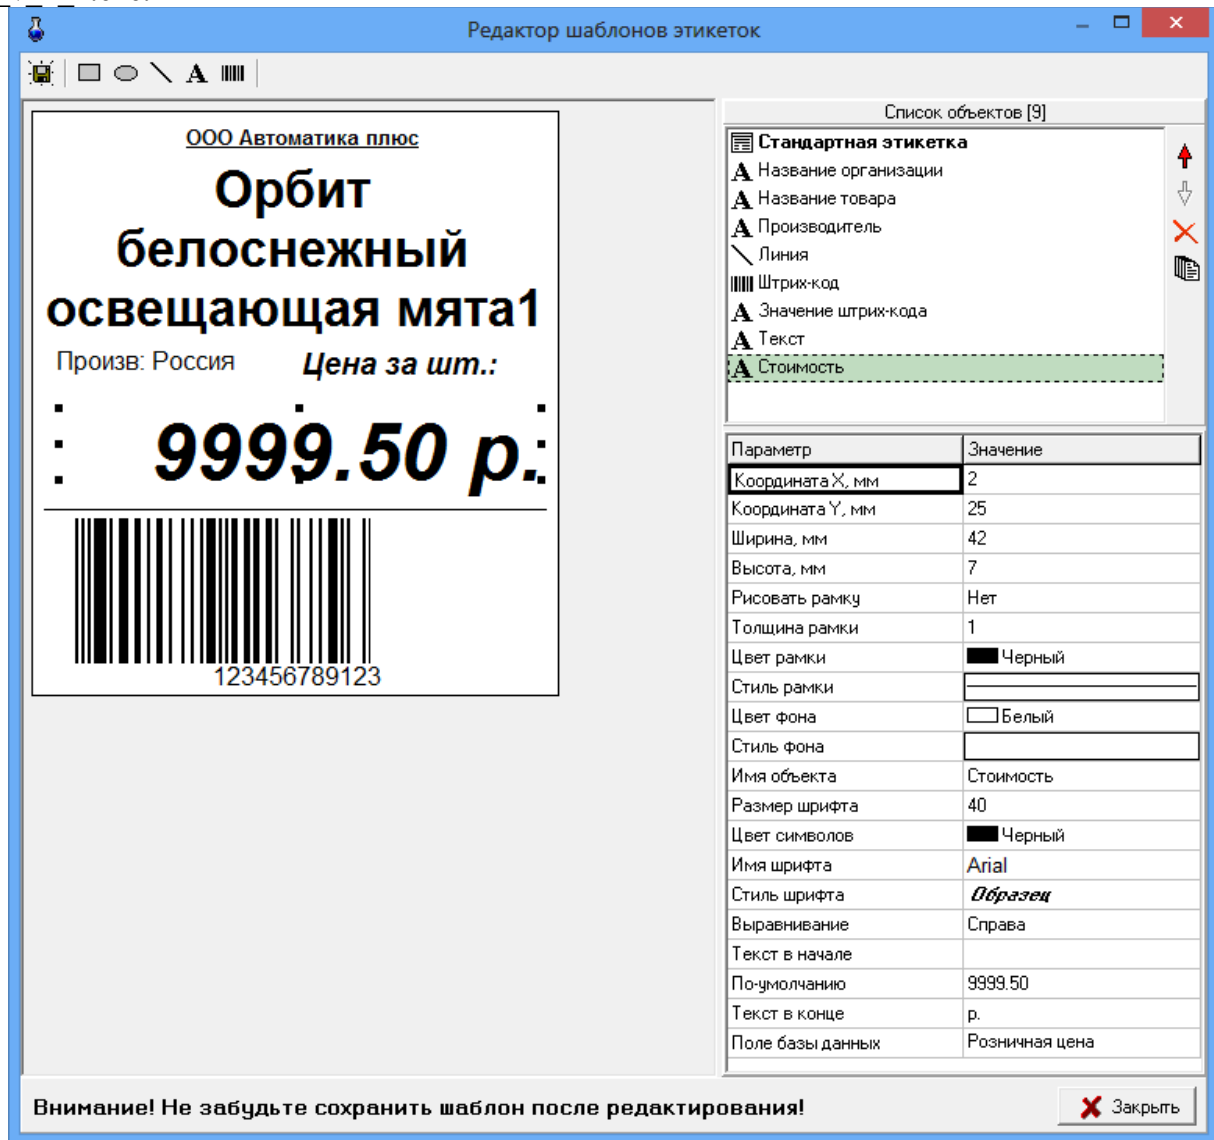 Редактор шаблонов этикеток
Список объектов [9]
ООО Автоматика плюс
Орбит
белоснежный
освещающая мята1
Произв: Россия Цена за шт.:
9999.50 р.
123456789123
Стандартная этикетка
Название организации
Название товара
Производитель
Линия
Штрих-код
Значение штрих-кода
Текст
Стоимость
Параметр Значение
Координата X, мм 2
Координата Y, мм 25
Ширина, мм 42
Высота, мм 7
Рисовать рамку Нет
Толщина рамки 1
Цвет рамки Черный
Стиль рамки
Цвет фона Белый
Стиль фона
Имя объекта Стоимость
Размер шрифта 40
Цвет символов Черный
Имя шрифта Arial
Стиль шрифта Образец
Выравнивание Справа
Текст в начале
По-умолчанию 9999.50
Текст в конце р.
Поле базы данных Розничная цена
Внимание! Не забудьте сохранить шаблон после редактирования! Закрыть